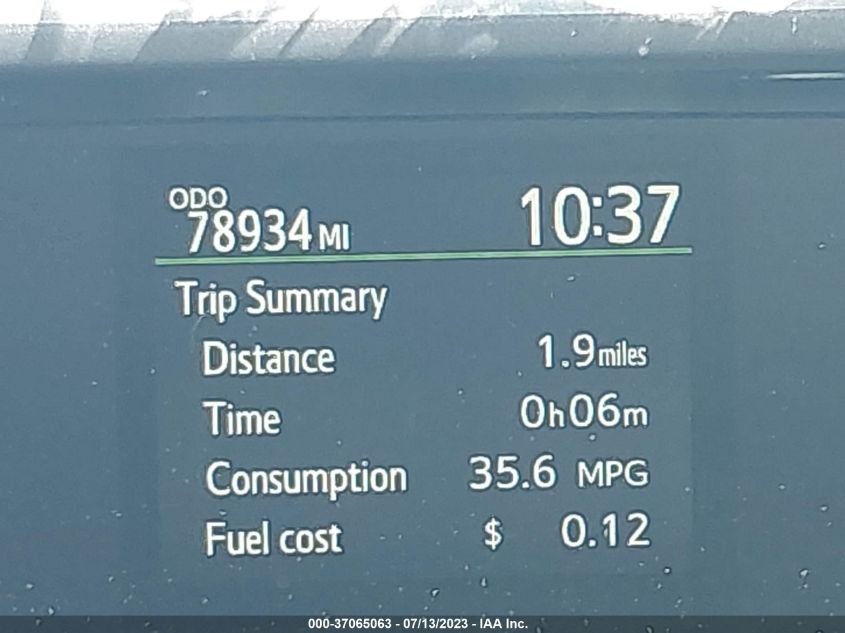 ODO
78934 MI 10:37
Trip Summary
Distance 1.9 miles
Time 0h06m
Consumption 35.6 MPG
Fuel cost $ 0.12
000-37065063 - 07/13/2023 - IAA Inc.